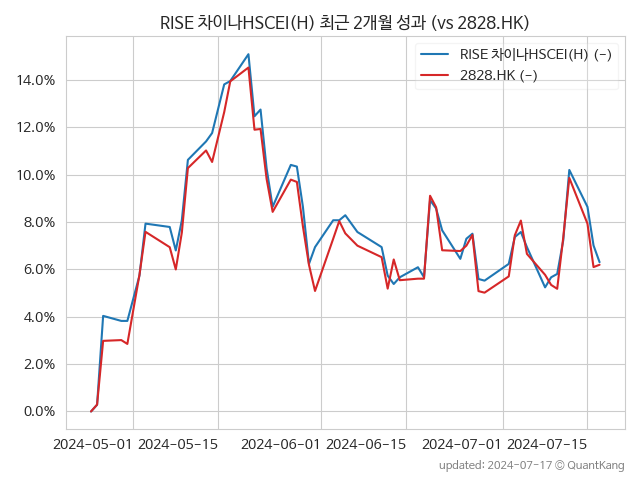 RISE 차이나HSCEI(H) 최근 2개월 성과 (vs 2828.HK)
RISE 차이나HSCEI(H) (-)
2828.HK (-)
14.0%
12.0%
10.0%
8.0%
6.0%
4.0%
2.0%
0.0%
2024-05-01 2024-05-15 2024-06-01 2024-06-15 2024-07-01 2024-07-15
updated: 2024-07-17 © QuantKang